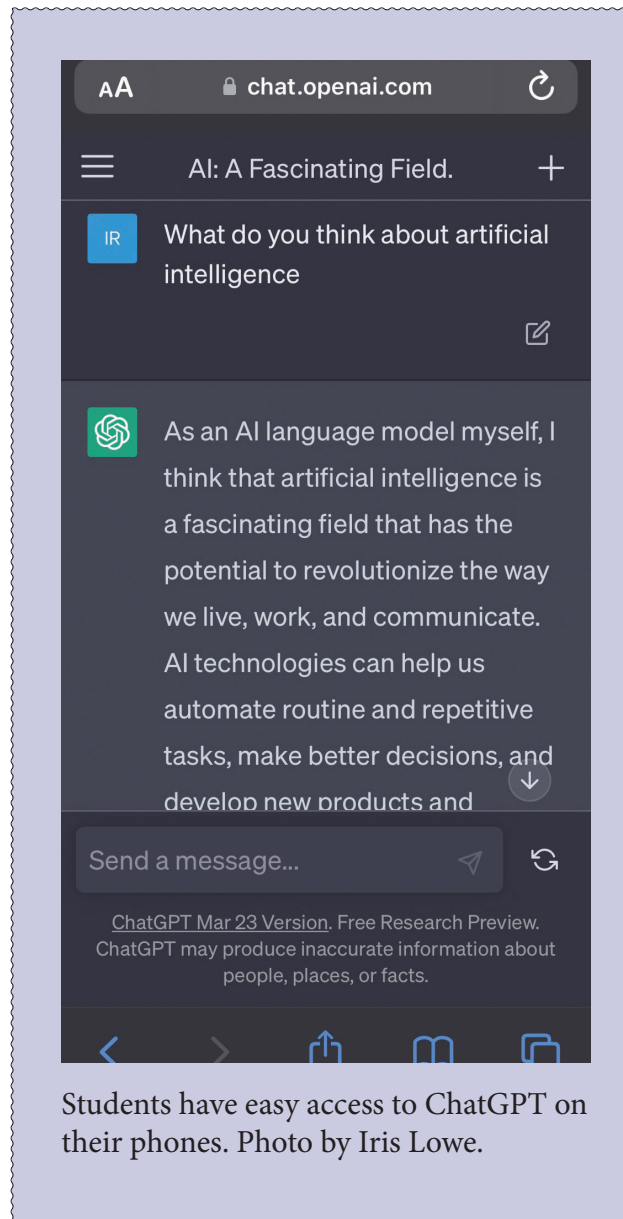 AA chat.openai.com
AI: A Fascinating Field.
IR
What do you think about artificial
intelligence
As an AI language model myself, I
think that artificial intelligence is
a fascinating field that has the
potential to revolutionize the way
we live, work, and communicate.
AI technologies can help us
automate routine and repetitive
tasks, make better decisions, and
develop new products and
Send a message...
ChatGPT Mar 23 Version. Free Research Preview.
ChatGPT may produce inaccurate information about
people, places, or facts.
Students have easy access to ChatGPT on
their phones. Photo by Iris Lowe.